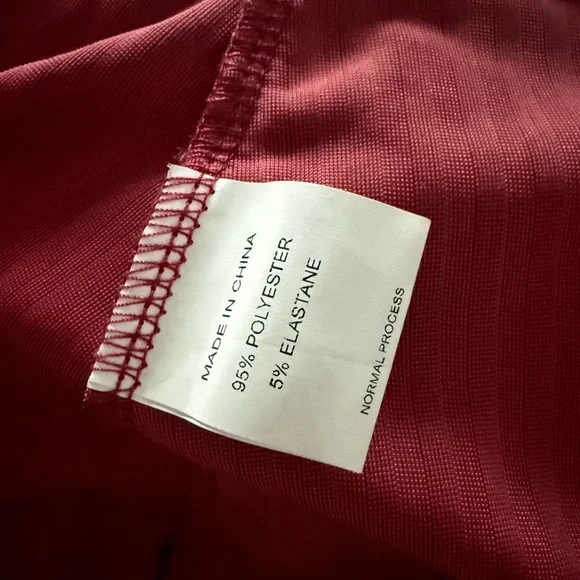 MADE IN CHINA
95% POLYESTER
5% ELASTANE
NORMAL PROCESS